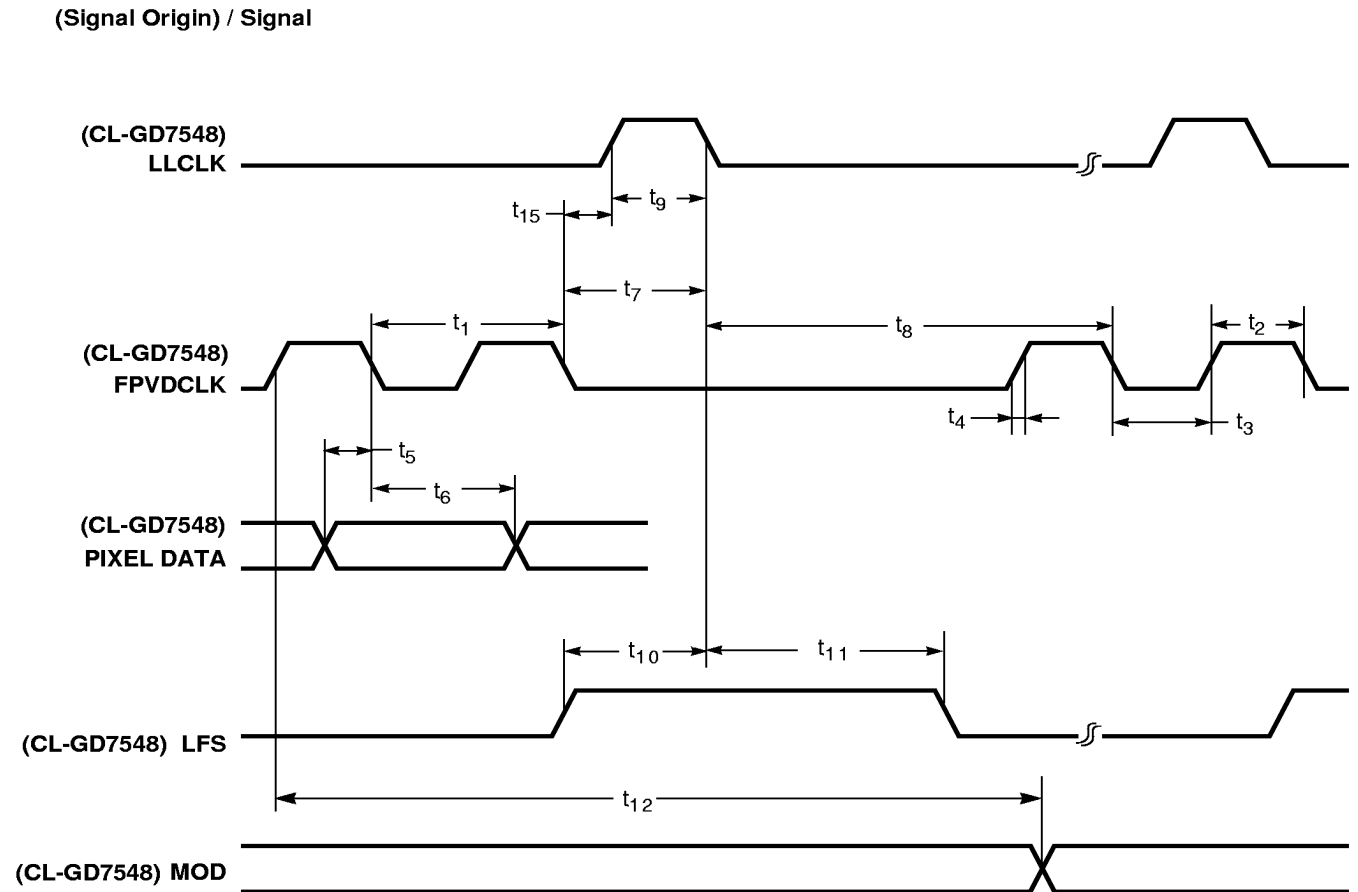 (Signal Origin) / Signal
(CL-GD7548)
LLCLK
t9
t15
t7
t1
t8
t2
(CL-GD7548)
FPVDCLK
t4
t3
t5
t6
(CL-GD7548)
PIXEL DATA
t10
t11
(CL-GD7548) LFS
t12
(CL-GD7548) MOD